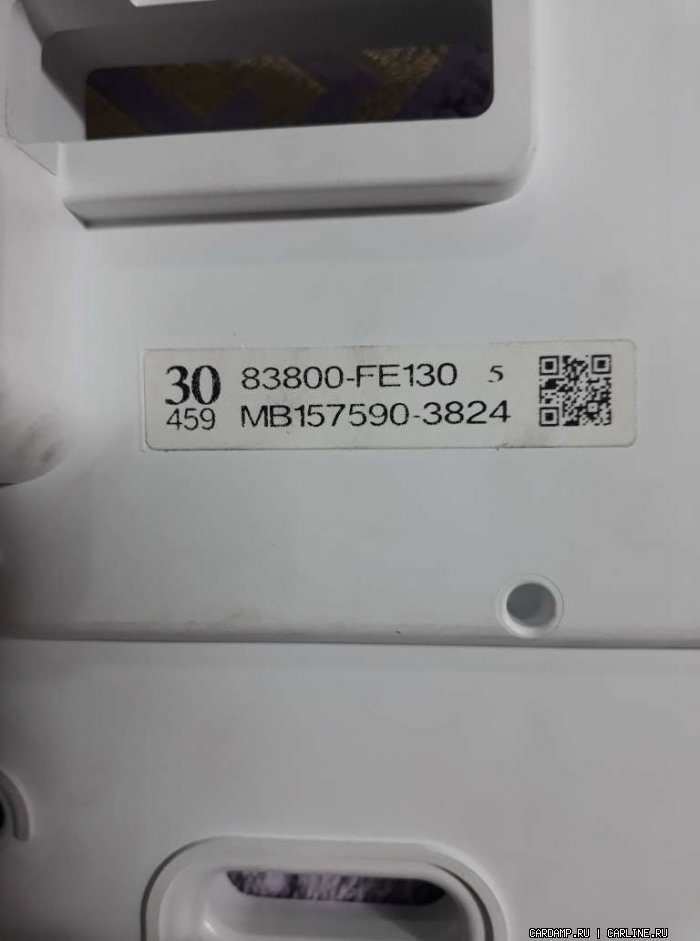 30 83800-FE130 5
459 MB157590-3824
CARDAMP.RU | CARLINE.RU